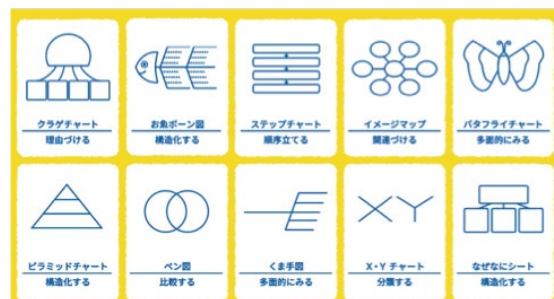 クラゲチャート
理由づける
お魚ボーン図
構造化する
ステップチャート
順序立てる
イメージマップ
関連づける
バタフライチャート
多面的にみる
ピラミッドチャート
構造化する
ベン図
比較する
くま手図
多面的にみる
X・Y チャート
分類する
なぜなにシート
構造化する